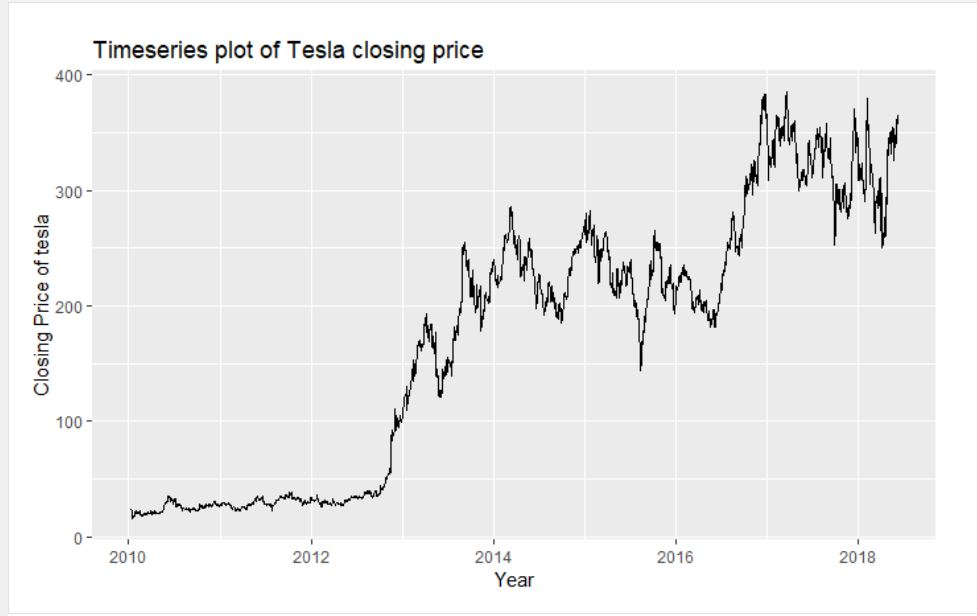 Timeseries plot of Tesla closing price
400
300
200
100
0
Closing Price of tesla
2010 2012 2014 2016 2018
Year